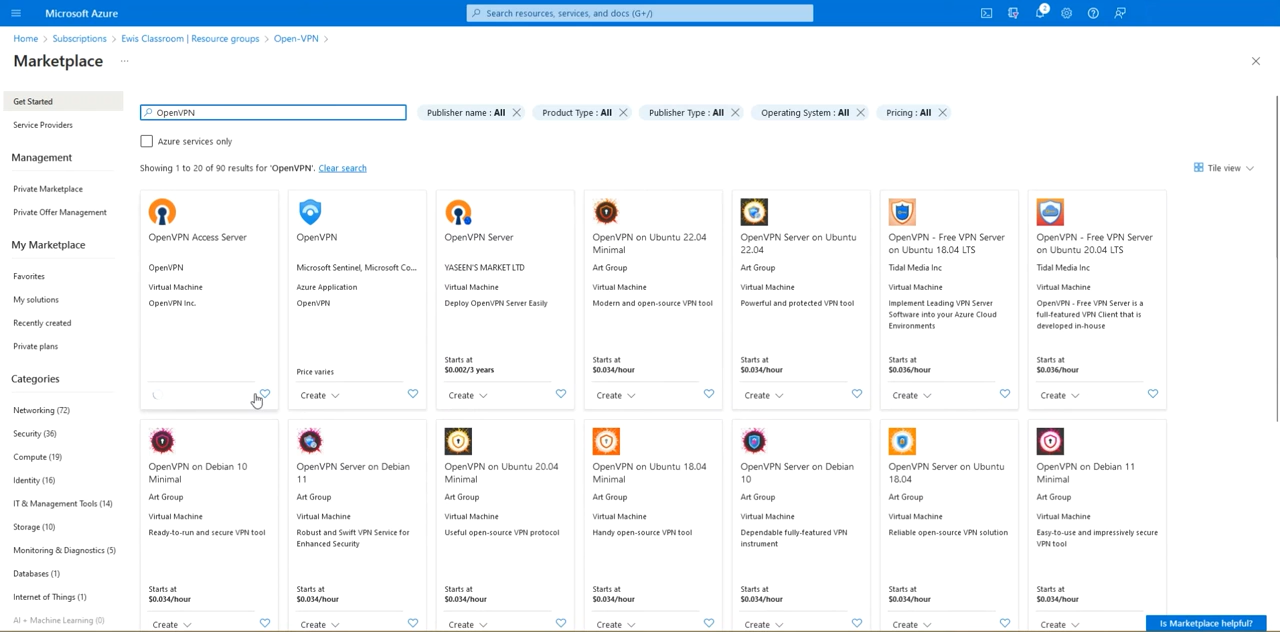 Microsoft Azure
Search resources, services, and docs (G+/)
2
Home > Subscriptions > Ewis Classroom | Resource groups > Open-VPN >
Marketplace ...
Get Started
Service Providers
Management
Private Marketplace
Private Offer Management
My Marketplace
Favorites
My solutions
Recently created
Private plans
Categories
Networking (72)
Security (36)
Compute (19)
Identity (16)
IT & Management Tools (14)
Storage (10)
Monitoring & Diagnostics (5)
Databases (1)
Internet of Things (1)
AI + Machine Learning (0)
OpenVPN
Publisher name : All
Product Type : All
Publisher Type : All
Operating System : All
Pricing : All
Azure services only
Showing 1 to 20 of 90 results for 'OpenVPN'. Clear search
Tile view
OpenVPN Access Server
OpenVPN
Virtual Machine
OpenVPN Inc.
OpenVPN
Microsoft Sentinel, Microsoft Co...
Azure Application
OpenVPN
Price varies
Create
OpenVPN Server
YASEEN'S MARKET LTD
Virtual Machine
Deploy OpenVPN Server Easily
Starts at
$0.002/3 years
Create
OpenVPN on Ubuntu 22.04
Minimal
Art Group
Virtual Machine
Modern and open-source VPN tool
Starts at
$0.034/hour
Create
OpenVPN Server on Ubuntu
22.04
Art Group
Virtual Machine
Powerful and protected VPN tool
Starts at
$0.034/hour
Create
OpenVPN - Free VPN Server
on Ubuntu 18.04 LTS
Tidal Media Inc
Virtual Machine
Implement Leading VPN Server
Software into your Azure Cloud
Environments
Starts at
$0.036/hour
Create
OpenVPN - Free VPN Server
on Ubuntu 20.04 LTS
Tidal Media Inc
Virtual Machine
OpenVPN - Free VPN Server is a
full-featured VPN Client that is
developed in-house
Starts at
$0.036/hour
Create
OpenVPN on Debian 10
Minimal
Art Group
Virtual Machine
Ready-to-run and secure VPN tool
Starts at
$0.034/hour
Create
OpenVPN Server on Debian
11
Art Group
Virtual Machine
Robust and Swift VPN Service for
Enhanced Security
Starts at
$0.034/hour
Create
OpenVPN on Ubuntu 20.04
Minimal
Art Group
Virtual Machine
Useful open-source VPN protocol
Starts at
$0.034/hour
Create
OpenVPN on Ubuntu 18.04
Minimal
Art Group
Virtual Machine
Handy open-source VPN tool
Starts at
$0.034/hour
Create
OpenVPN Server on Debian
10
Art Group
Virtual Machine
Dependable fully-featured VPN
instrument
Starts at
$0.034/hour
Create
OpenVPN Server on Ubuntu
18.04
Art Group
Virtual Machine
Reliable open-source VPN solution
Starts at
$0.034/hour
Create
OpenVPN on Debian 11
Minimal
Art Group
Virtual Machine
Easy-to-use and impressively secure
VPN tool
Starts at
$0.034/hour
Create
Is Marketplace helpful?